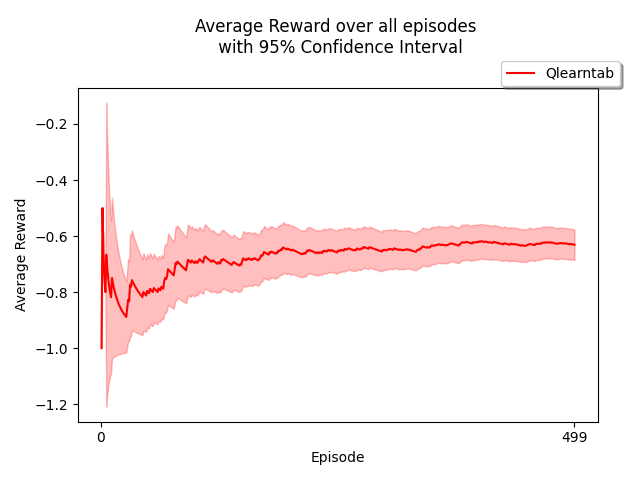 Average Reward over all episodes
with 95% Confidence Interval
Qlearntab
−0.2
−0.4
−0.6
−0.8
−1.0
−1.2
Average Reward
0
499
Episode